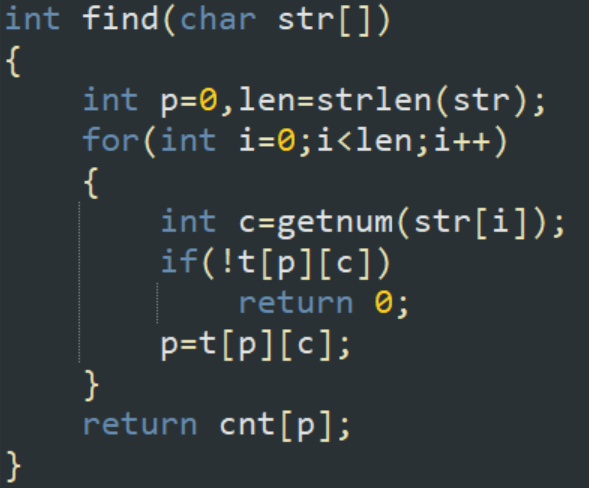 int find(char str[])
{
    int p=0,len=strlen(str);
    for(int i=0;i<len;i++)
    {
        int c=getnum(str[i]);
        if(!t[p][c])
            return 0;
        p=t[p][c];
    }
    return cnt[p];
}